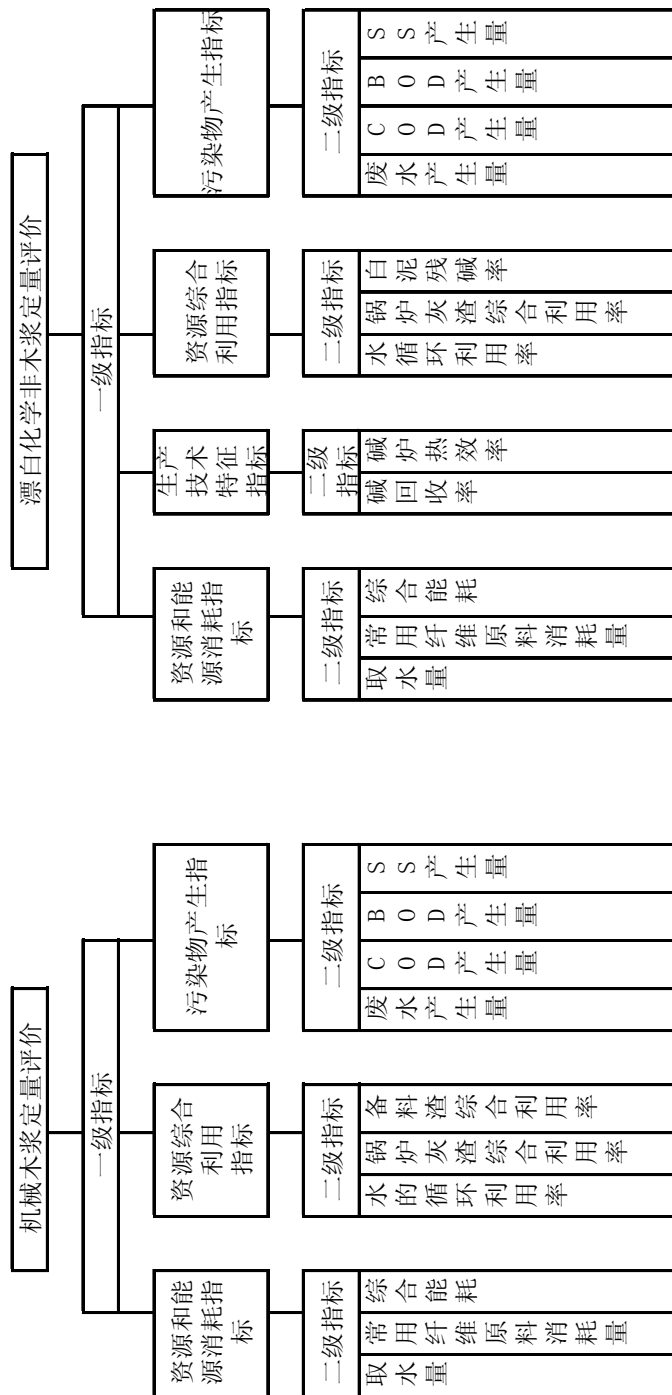 机械木浆定量评价
一级指标
资源和能
源消耗指
标
二级指标
取水量
常用纤维原料消耗量
综合能耗
资源综合
利用
指标
二级指标
水的循环利用率
锅炉灰渣综合利用率
备料渣综合利用率
污染物产生指
标
二级指标
废水产生量
COD产生量
BOD产生量
SS产生量
漂白化学非木浆定量评价
一级指标
资源和能
源消耗指
标
二级指标
取水量
常用纤维原料消耗量
综合能耗
生产
技术
特征
指标
二级
指标
碱回收率
碱炉热效率
资源综合
利用指标
二级指标
水循环利用率
锅炉灰渣综合利用率
白泥残碱率
污染物产生指标
二级指标
废水产生量
COD产生量
BOD产生量
SS产生量